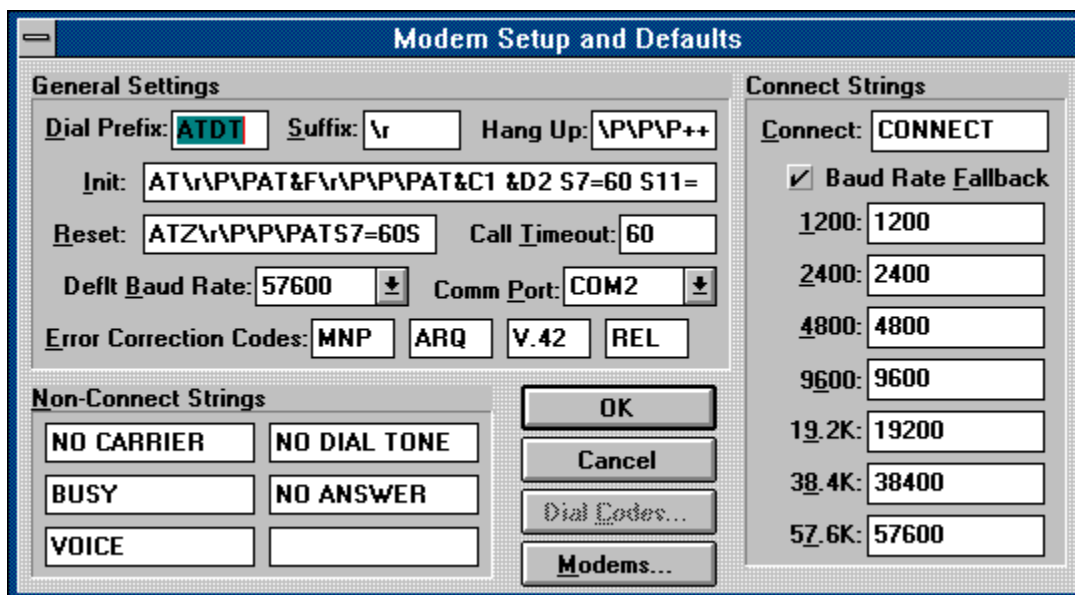 Modem Setup and Defaults
General Settings
Dial Prefix: ATDT Suffix: \r Hang Up: \P\P\P++
Init: AT\r\P\PAT&F\r\P\P\PAT&C1 &D2 S7=60 S11=
Reset: ATZ\r\P\P\PATS7=60S Call Timeout: 60
Deflt Baud Rate: 57600 Comm Port: COM2
Error Correction Codes: MNP ARQ V.42 REL
Non-Connect Strings
NO CARRIER NO DIAL TONE
BUSY NO ANSWER
VOICE
OK
Cancel
Dial Codes...
Modems...
Connect Strings
Connect: CONNECT
Baud Rate Fallback
1200: 1200
2400: 2400
4800: 4800
9600: 9600
19.2K: 19200
38.4K: 38400
57.6K: 57600